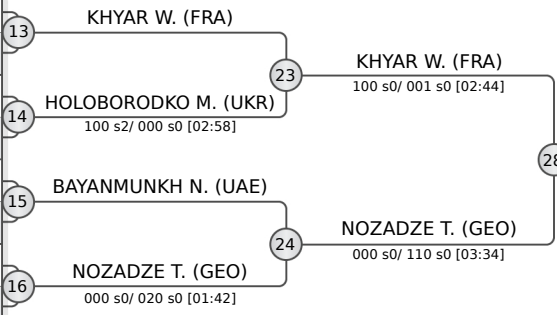 KHYAR W. (FRA)
13
KHYAR W. (FRA)
23
100 s0/ 001 s0 [02:44]
HOLOBORODKO M. (UKR)
14
100 s2/ 000 s0 [02:58]
28
BAYANMUNKH N. (UAE)
15
NOZADZE T. (GEO)
24
000 s0/ 110 s0 [03:34]
NOZADZE T. (GEO)
16
000 s0/ 020 s0 [01:42]